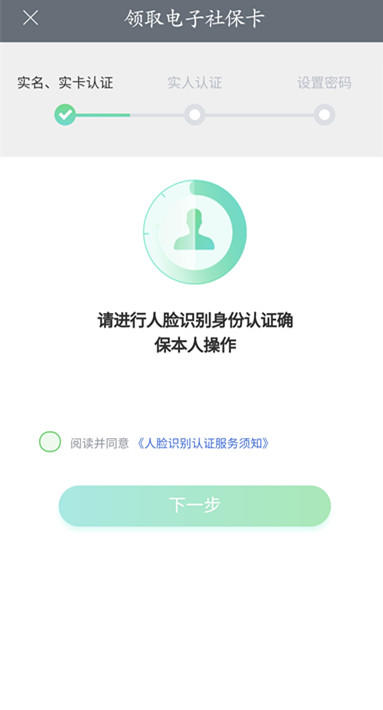 领取电子社保卡
实名、实卡认证 实人认证 设置密码
请进行人脸识别身份认证确
保本人操作
阅读并同意 《人脸识别认证服务须知》
下一步